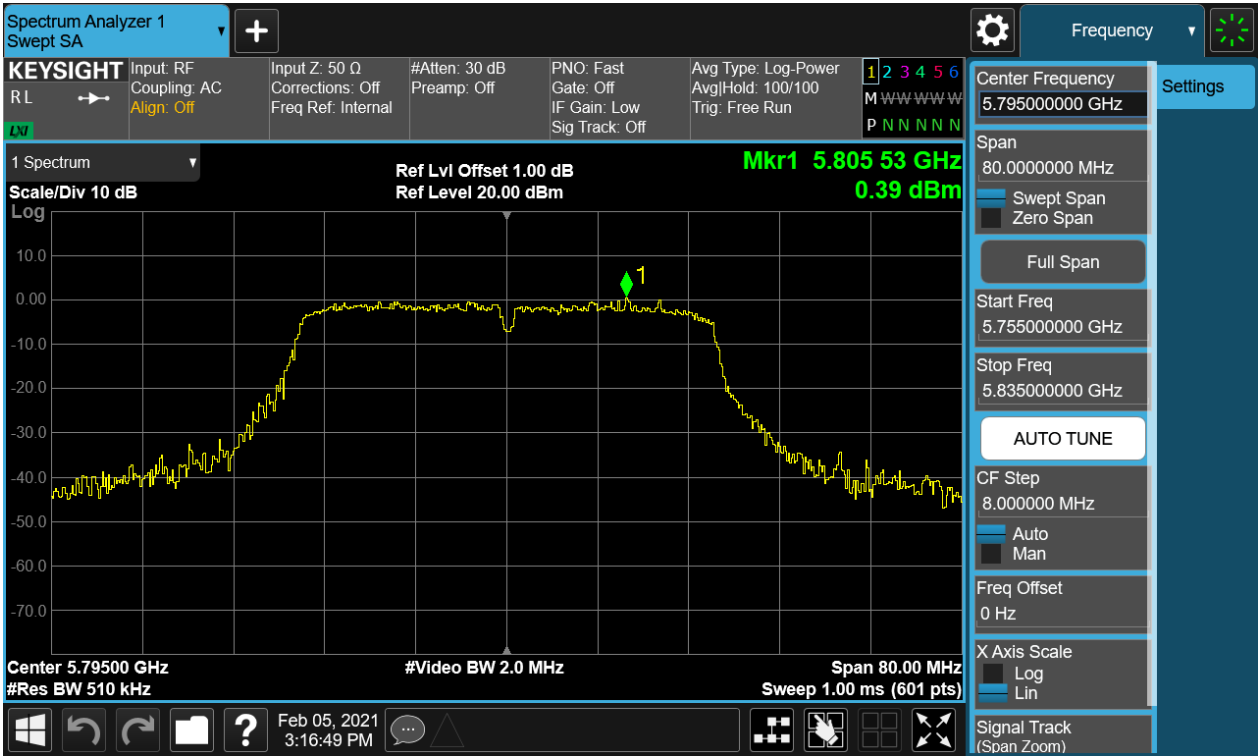 Spectrum Analyzer 1
Swept SA
+
Frequency
KEYSIGHT
R L
LXI
Input: RF
Coupling: AC
Align: Off
Input Z: 50 Ω
Corrections: Off
Freq Ref: Internal
#Atten: 30 dB
Preamp: Off
PNO: Fast
Gate: Off
IF Gain: Low
Sig Track: Off
Avg Type: Log-Power
Avg|Hold: 100/100
Trig: Free Run
1 2 3 4 5 6
M W W W W W
P N N N N N
1 Spectrum
Scale/Div 10 dB
Log
Ref Lvl Offset 1.00 dB
Ref Level 20.00 dBm
Mkr1 5.805 53 GHz
0.39 dBm
1
10.0
0.00
-10.0
-20.0
-30.0
-40.0
-50.0
-60.0
-70.0
Center 5.79500 GHz
#Video BW 2.0 MHz
Span 80.00 MHz
#Res BW 510 kHz
Sweep 1.00 ms (601 pts)
Center Frequency
5.795000000 GHz
Settings
Span
80.0000000 MHz
Swept Span
Zero Span
Full Span
Start Freq
5.755000000 GHz
Stop Freq
5.835000000 GHz
AUTO TUNE
CF Step
8.000000 MHz
Auto
Man
Freq Offset
0 Hz
X Axis Scale
Log
Lin
Signal Track
(Span Zoom)
?
Feb 05, 2021
3:16:49 PM